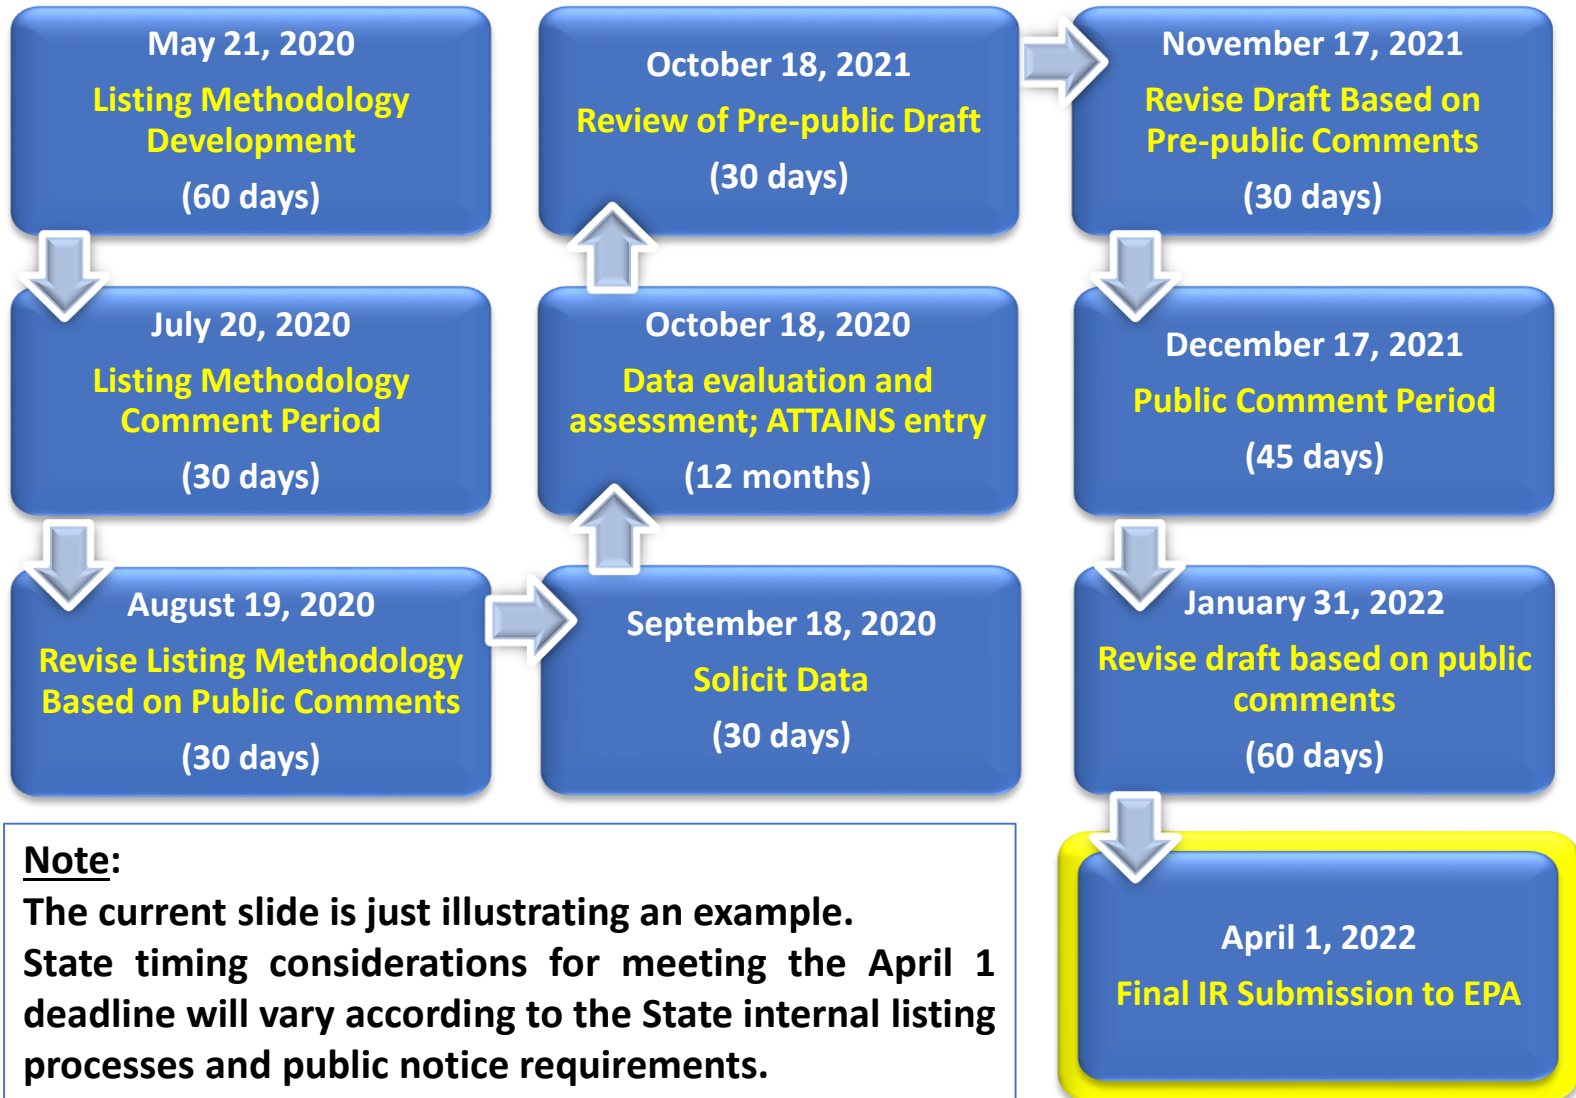 May 21, 2020
Listing Methodology
Development
(60 days)
July 20, 2020
Listing Methodology
Comment Period
(30 days)
August 19, 2020
Revise Listing Methodology
Based on Public Comments
(30 days)
September 18, 2020
Solicit Data
(30 days)
October 18, 2020
Data evaluation and
assessment; ATTAINS entry
(12 months)
October 18, 2021
Review of Pre-public Draft
(30 days)
November 17, 2021
Revise Draft Based on
Pre-public Comments
(30 days)
December 17, 2021
Public Comment Period
(45 days)
January 31, 2022
Revise draft based on public
comments
(60 days)
April 1, 2022
Final IR Submission to EPA
Note:
The current slide is just illustrating an example.
State timing considerations for meeting the April 1
deadline will vary according to the State internal listing
processes and public notice requirements.